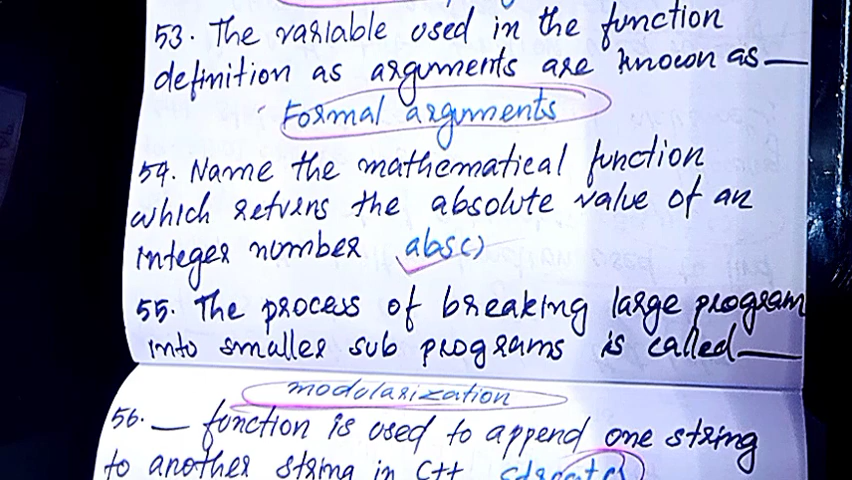 53. The variable used in the function
definition as arguments are known as —
Formal arguments
54. Name the mathematical function
which returns the absolute value of an
integer number abs()
55. The process of breaking large program
into smaller sub programs is called —
modularization
56. — function is used to append one string
to another string in C++ strcat()